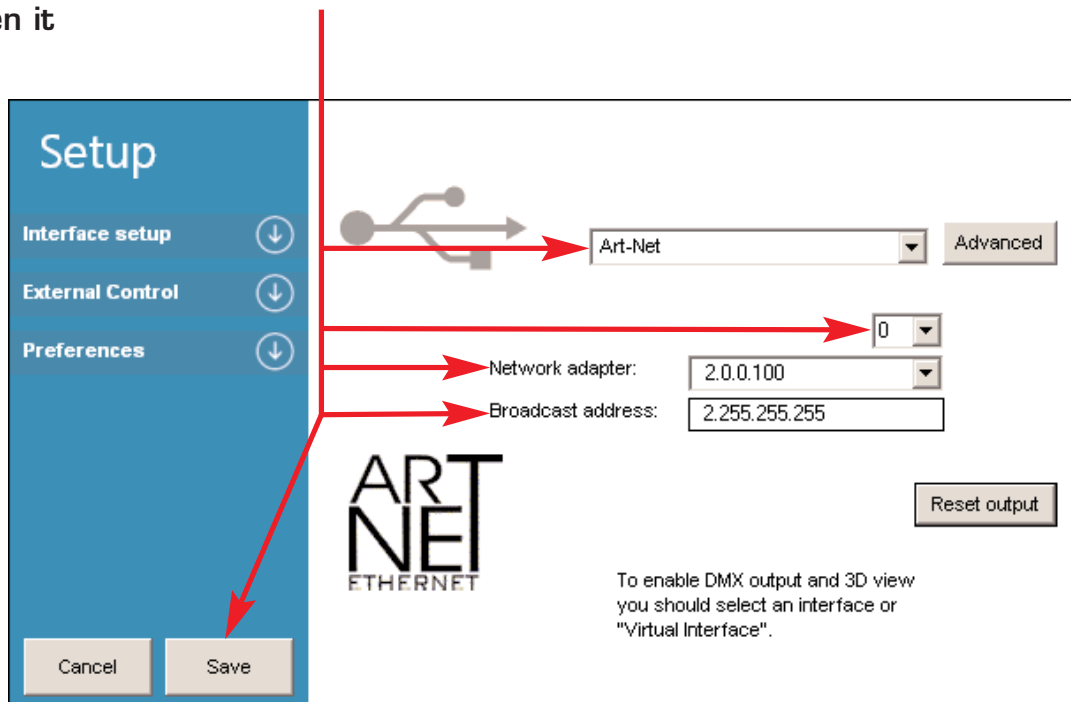 en it
Setup
Interface setup
External Control
Preferences
Art-Net
Advanced
0
Network adapter:
2.0.0.100
Broadcast address:
2.255.255.255
ART
NET
ETHERNET
Reset output
To enable DMX output and 3D view
you should select an interface or
"Virtual Interface".
Cancel
Save